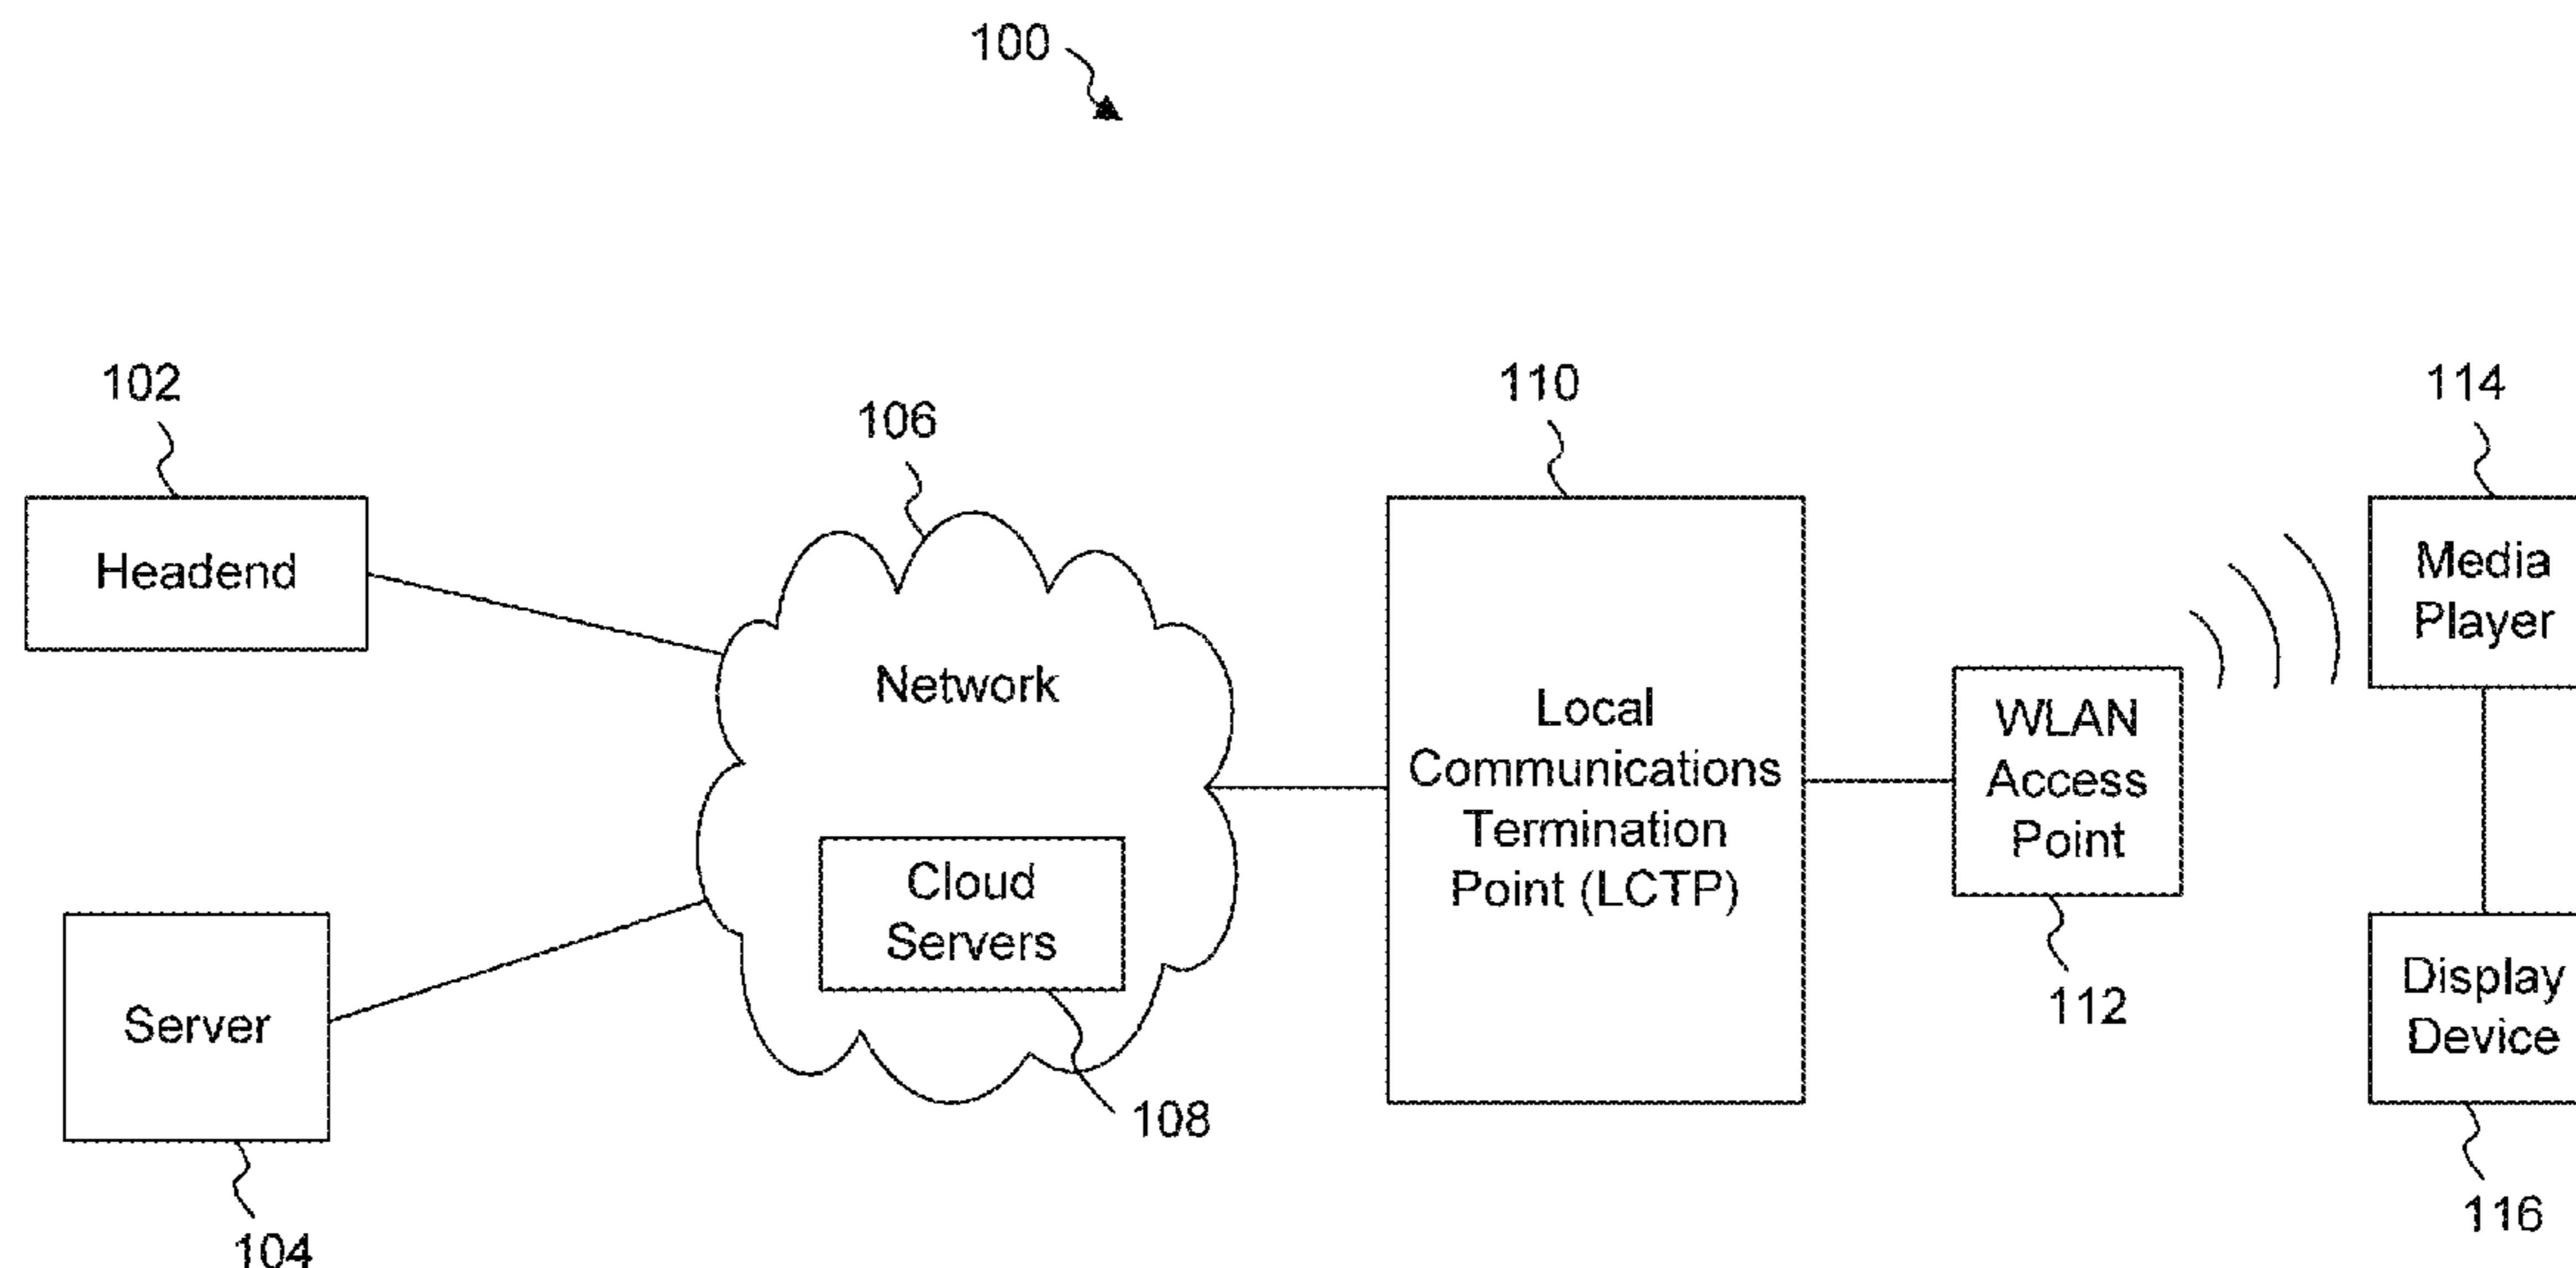 100
102
106
110
114
Headend
Network
Local
Communications
Termination
Point (LCTP)
WLAN
Access
Point
Media
Player
Server
Cloud
Servers
Display
Device
112
108
104
116